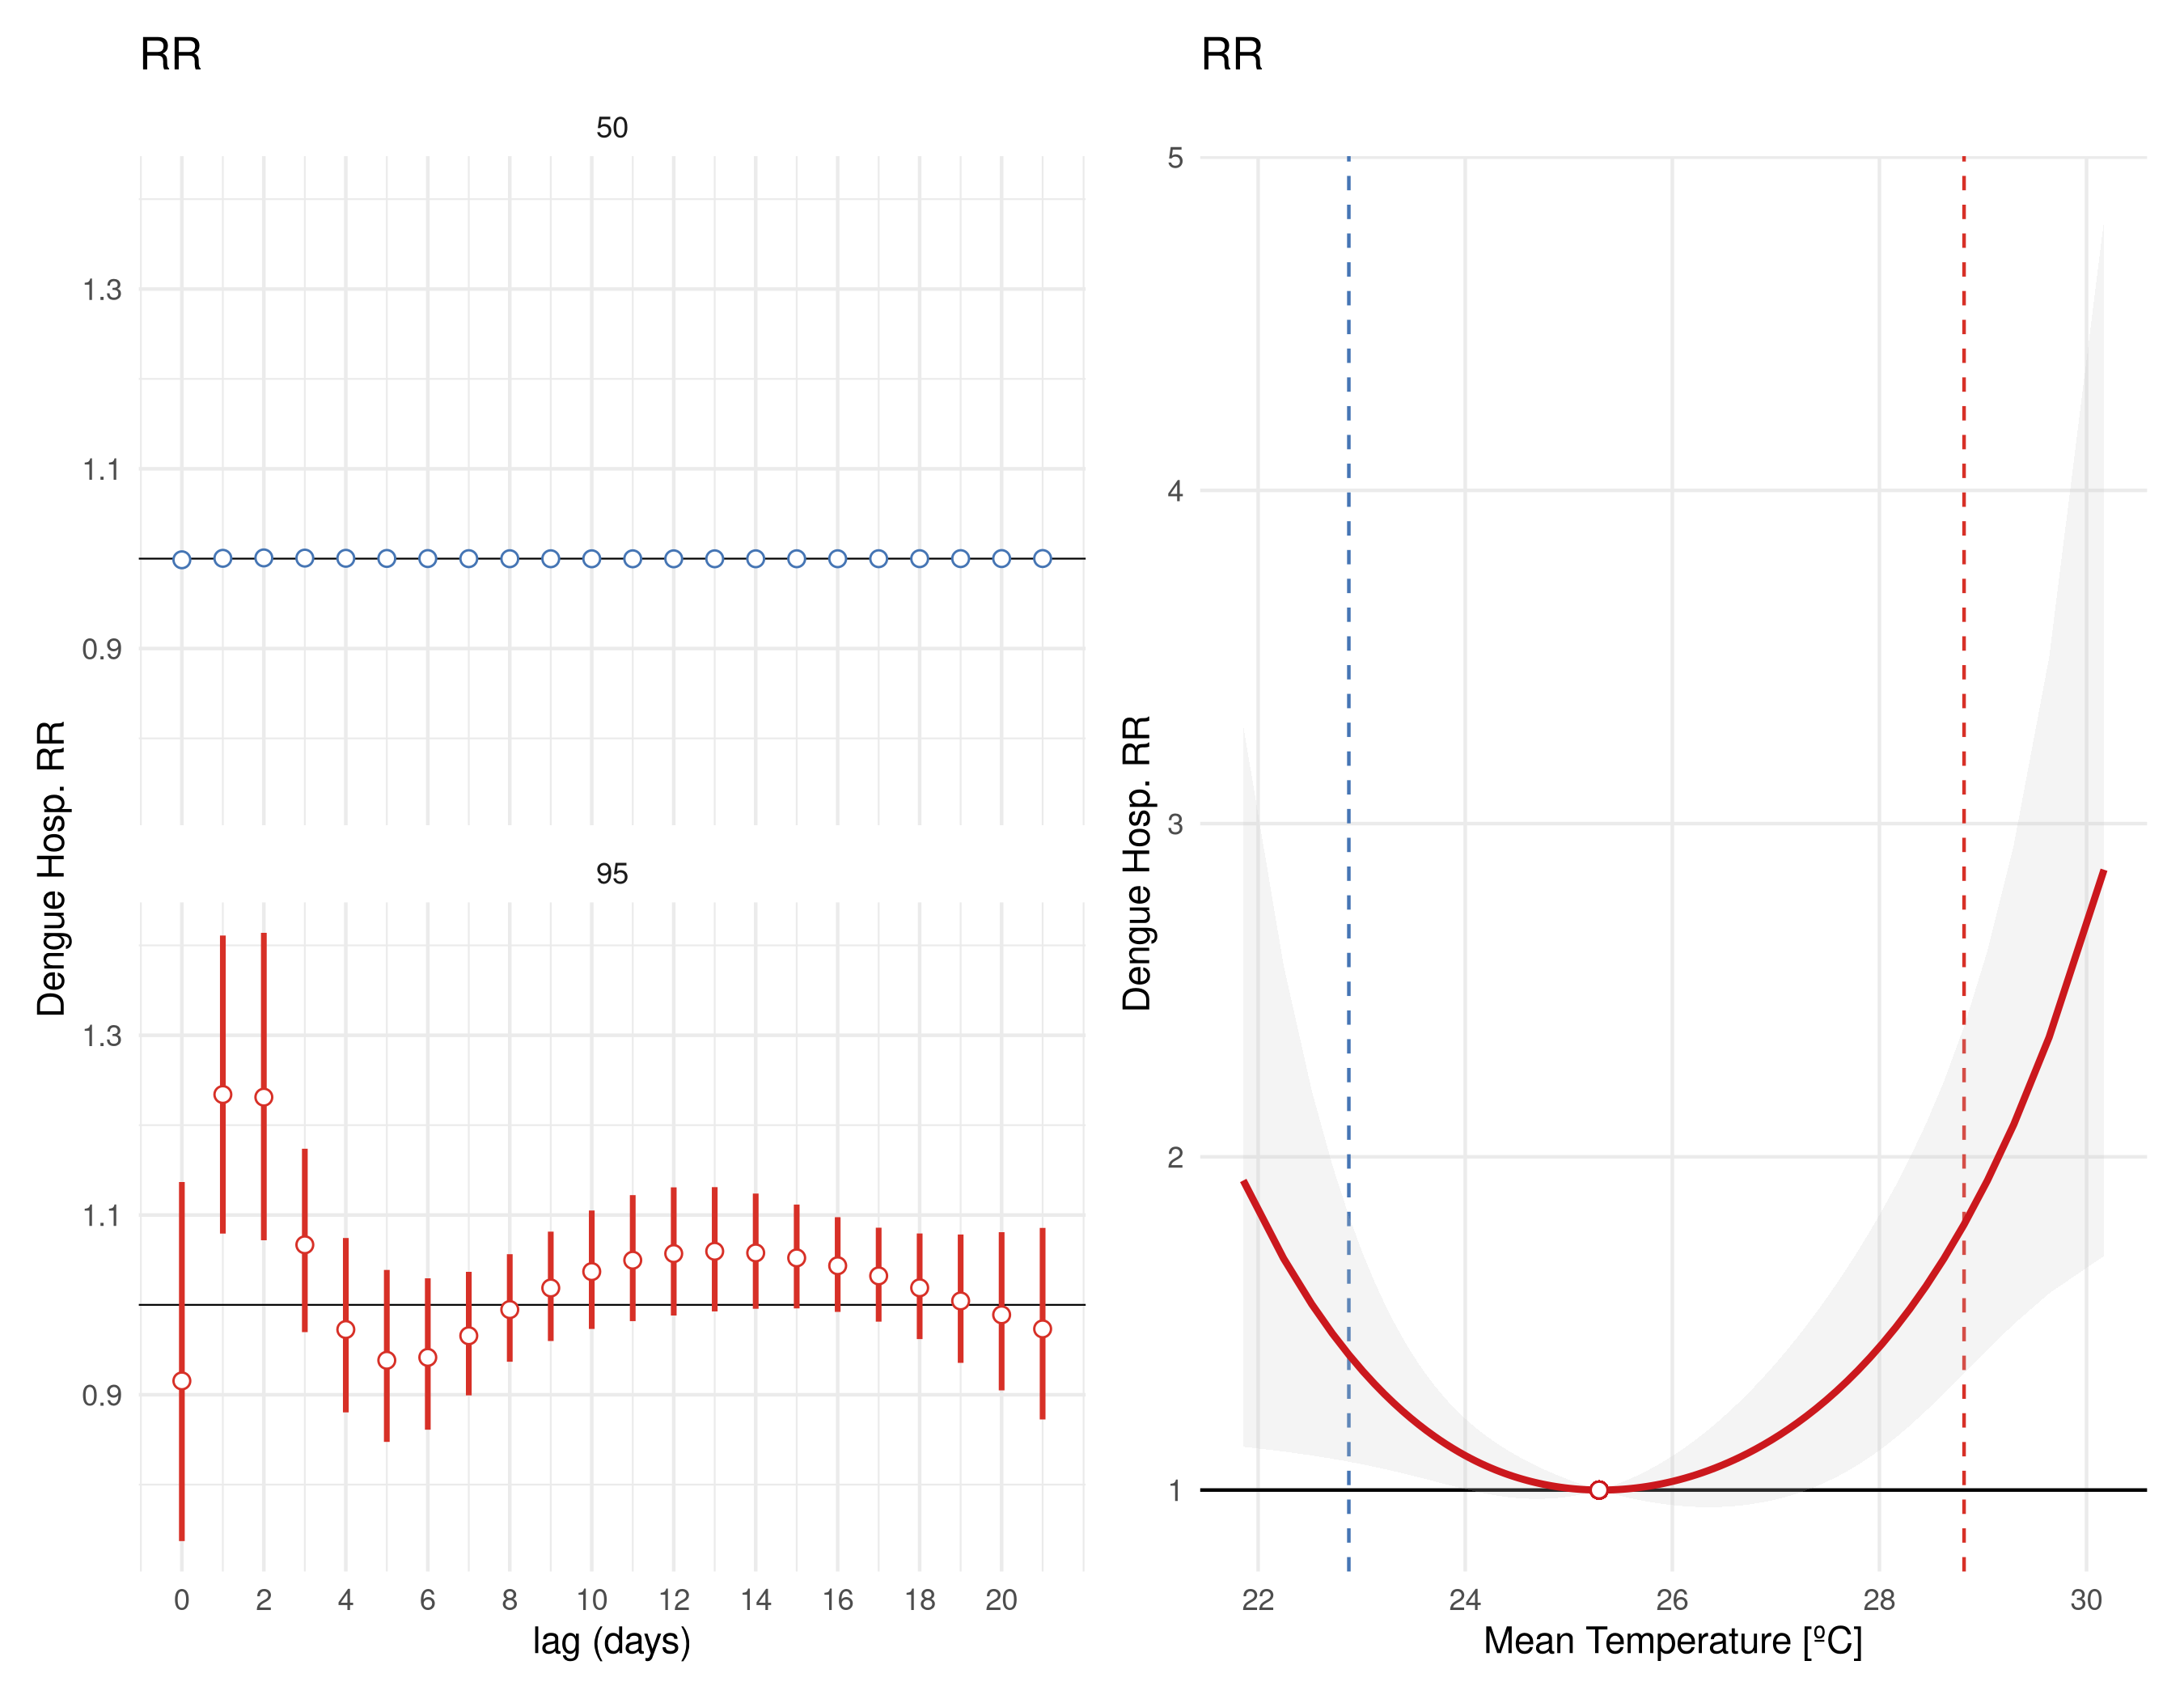 RR
50
1.3
1.1
0.9
95
1.3
1.1
0.9
Dengue Hosp. RR
0 2 4 6 8 10 12 14 16 18 20
lag (days)
RR
5
4
3
2
1
Dengue Hosp. RR
22 24 26 28 30
Mean Temperature [ºC]